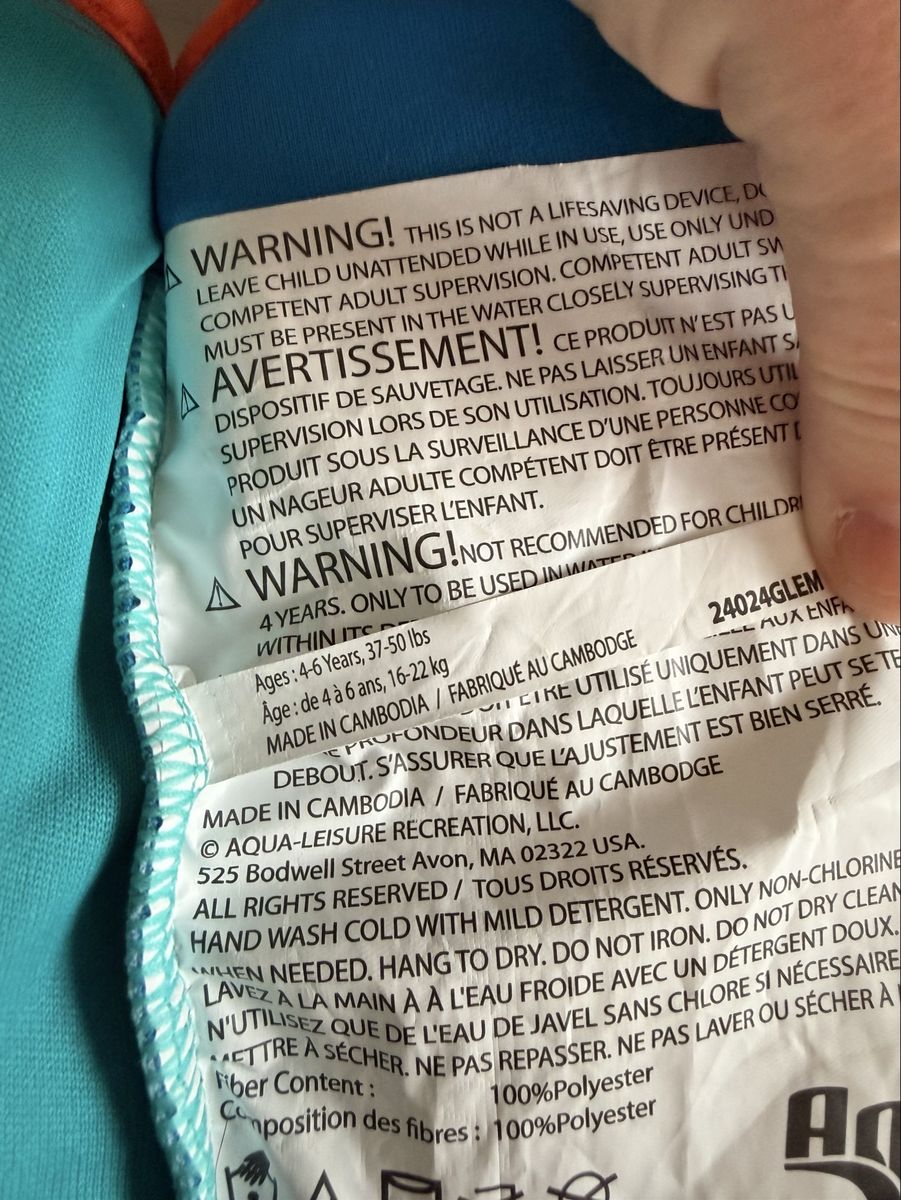 WARNING! THIS IS NOT A LIFESAVING DEVICE,
LEAVE CHILD UNATTENDED WHILE IN USE, USE ONLY
COMPETENT ADULT SUPERVISION. COMPETENT ADULT
MUST BE PRESENT IN THE WATER CLOSELY SUPERVISING
AVERTISSEMENT! CE PRODUIT N'EST PAS
DISPOSITIF DE SAUVETAGE. NE PAS LAISSER UN ENFANT
SUPERVISION LORS DE SON UTILISATION. TOUJOURS
PRODUIT SOUS LA SURVEILLANCE D'UNE PERSONNE
UN NAGEUR ADULTE COMPÉTENT DOIT ÊTRE PRÉSENT
POUR SUPERVISER L'ENFANT.
WARNING! NOT RECOMMENDED FOR
4 YEARS. ONLY TO BE USED IN WATER
WITHIN ITS
24024GLEM
Ages : 4-6 Years, 37-50 lbs
Âge : de 4 à 6 ans, 16-22 kg
MADE IN CAMBODIA / FABRIQUÉ AU CAMBODGE
AUX
ÊTRE UTILISÉ UNIQUEMENT DANS
PROFONDEUR DANS LAQUELLE L'ENFANT PEUT SE
DEBOUT. S'ASSURER QUE L'AJUSTEMENT EST BIEN SERRÉ.
MADE IN CAMBODIA / FABRIQUÉ AU CAMBODGE
© AQUA-LEISURE RECREATION, LLC.
525 Bodwell Street Avon, MA 02322 USA.
ALL RIGHTS RESERVED / TOUS DROITS RÉSERVÉS.
HAND WASH COLD WITH MILD DETERGENT. ONLY NON-CHLORINE
WHEN NEEDED. HANG TO DRY. DO NOT IRON. DO NOT DRY CLEAN
LAVEZ À LA MAIN À À L'EAU FROIDE AVEC UN DÉTERGENT DOUX.
N'UTILISEZ QUE DE L'EAU DE JAVEL SANS CHLORE SI NÉCESSAIRE
METTRE À SÉCHER. NE PAS REPASSER. NE PAS LAVER OU SÉCHER À
Fiber Content : 100%Polyester
Composition des fibres : 100%Polyester